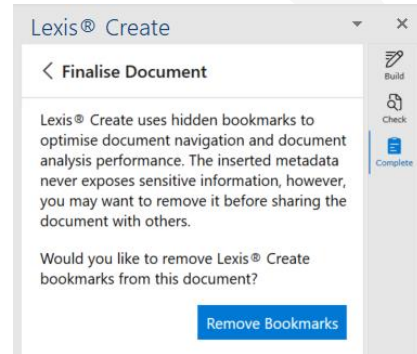 Lexis® Create
Finalise Document
Build
Check
Complete
Lexis® Create uses hidden bookmarks to
optimise document navigation and document
analysis performance. The inserted metadata
never exposes sensitive information, however,
you may want to remove it before sharing the
document with others.
Would you like to remove Lexis® Create
bookmarks from this document?
Remove Bookmarks